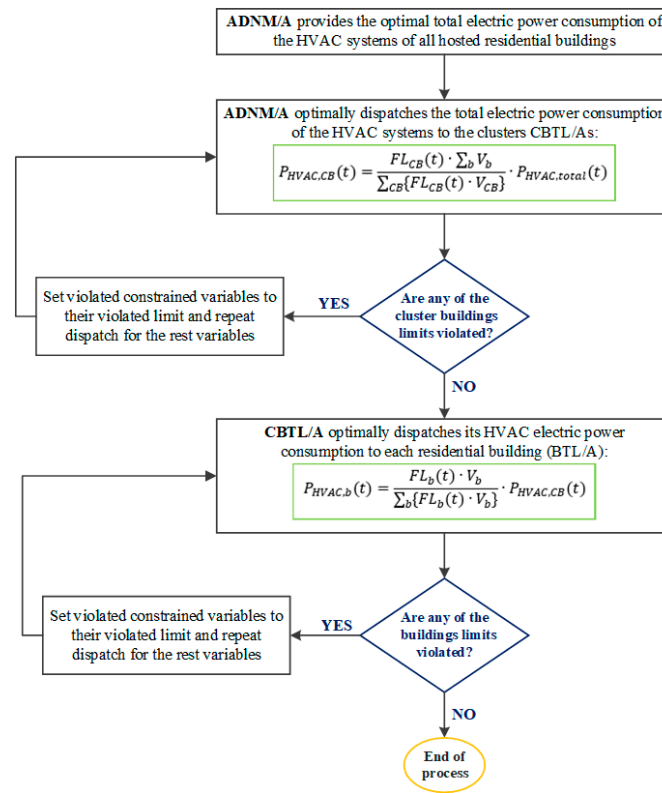 ADNM/A provides the optimal total electric power consumption of
the HVAC systems of all hosted residential buildings
ADNM/A optimally dispatches the total electric power consumption
of the HVAC systems to the clusters CBTL/As:
P_{HVAC,CB}(t) = \frac{FL_{CB}(t) \cdot \sum_b V_b}{\sum_{CB}\{FL_{CB}(t) \cdot V_{CB}\}} \cdot P_{HVAC,total}(t)
Set violated constrained variables to
their violated limit and repeat
dispatch for the rest variables
YES
Are any of the
cluster buildings
limits violated?
NO
CBTL/A optimally dispatches its HVAC electric power
consumption to each residential building (BTL/A):
P_{HVAC,b}(t) = \frac{FL_b(t) \cdot V_b}{\sum_b\{FL_b(t) \cdot V_b\}} \cdot P_{HVAC,CB}(t)
Set violated constrained variables to
their violated limit and repeat
dispatch for the rest variables
YES
Are any of the
buildings limits
violated?
NO
End of
process